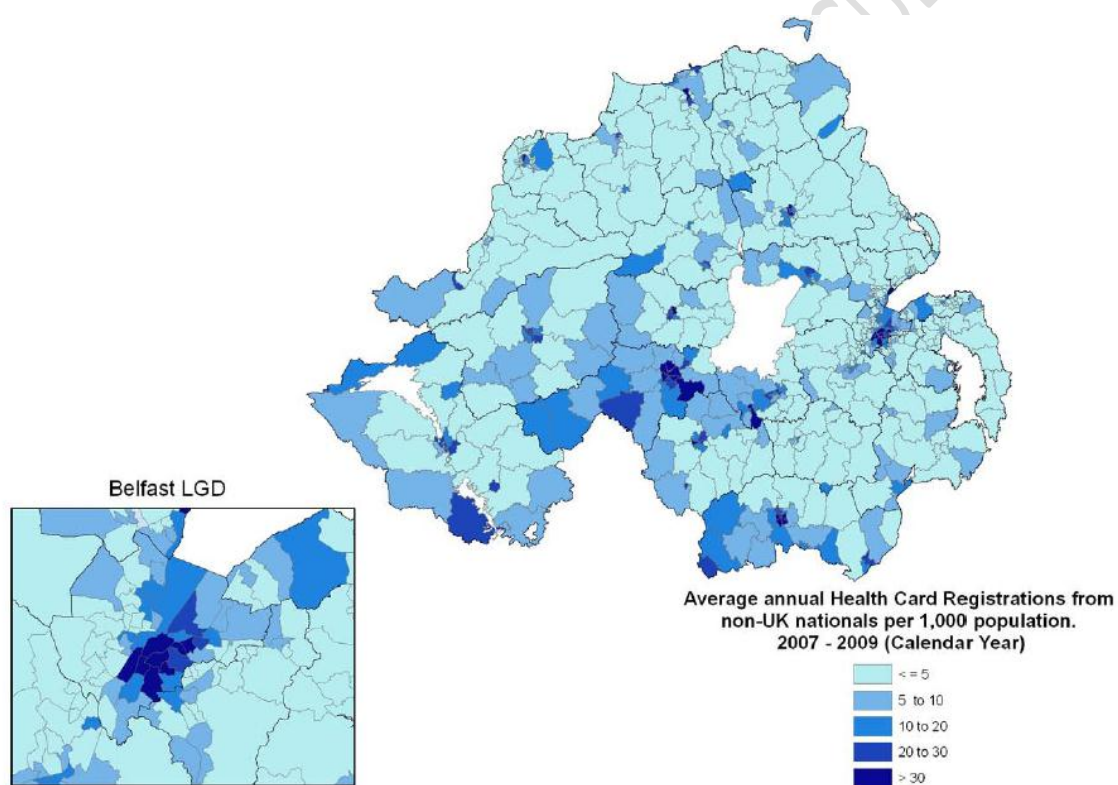 Belfast LGD
Average annual Health Card Registrations from
non-UK nationals per 1,000 population.
2007 - 2009 (Calendar Year)
< = 5
5 to 10
10 to 20
20 to 30
> 30